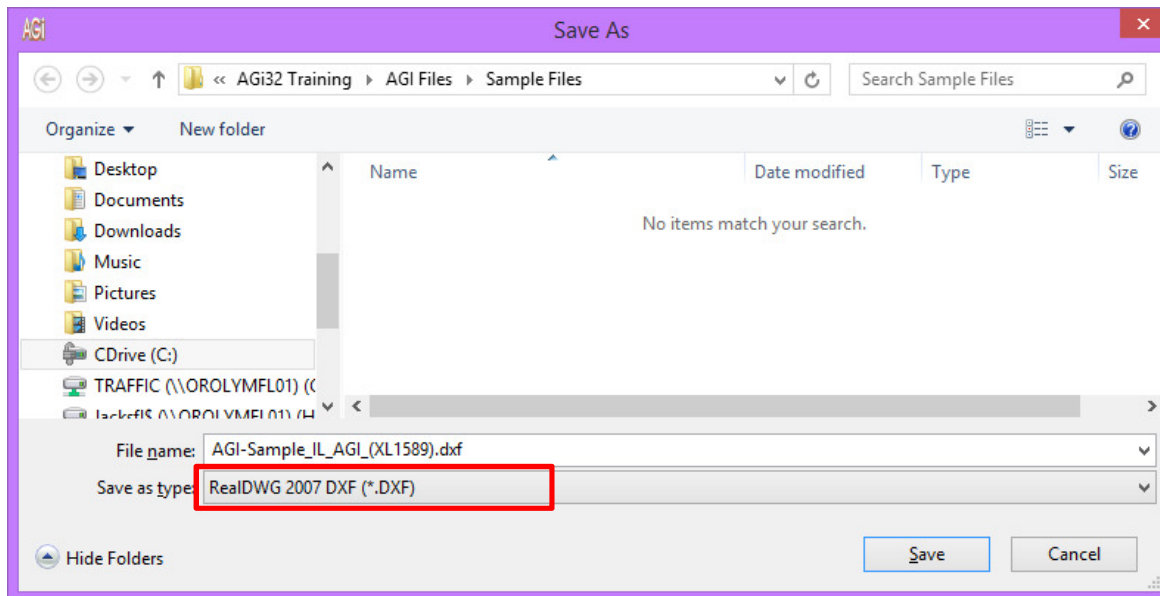 AGi
Save As
« AGi32 Training AGI Files Sample Files
Search Sample Files
Organize New folder
Name Date modified Type Size
No items match your search.
Desktop
Documents
Downloads
Music
Pictures
Videos
CDrive (C:)
TRAFFIC (\\OROLYMFL01) (
Jacksfl$ (\\OROLYMFL01) (H
File name: AGI-Sample_IL_AGI_(XL1589).dxf
Save as type: RealDWG 2007 DXF (*.DXF)
Hide Folders
Save
Cancel